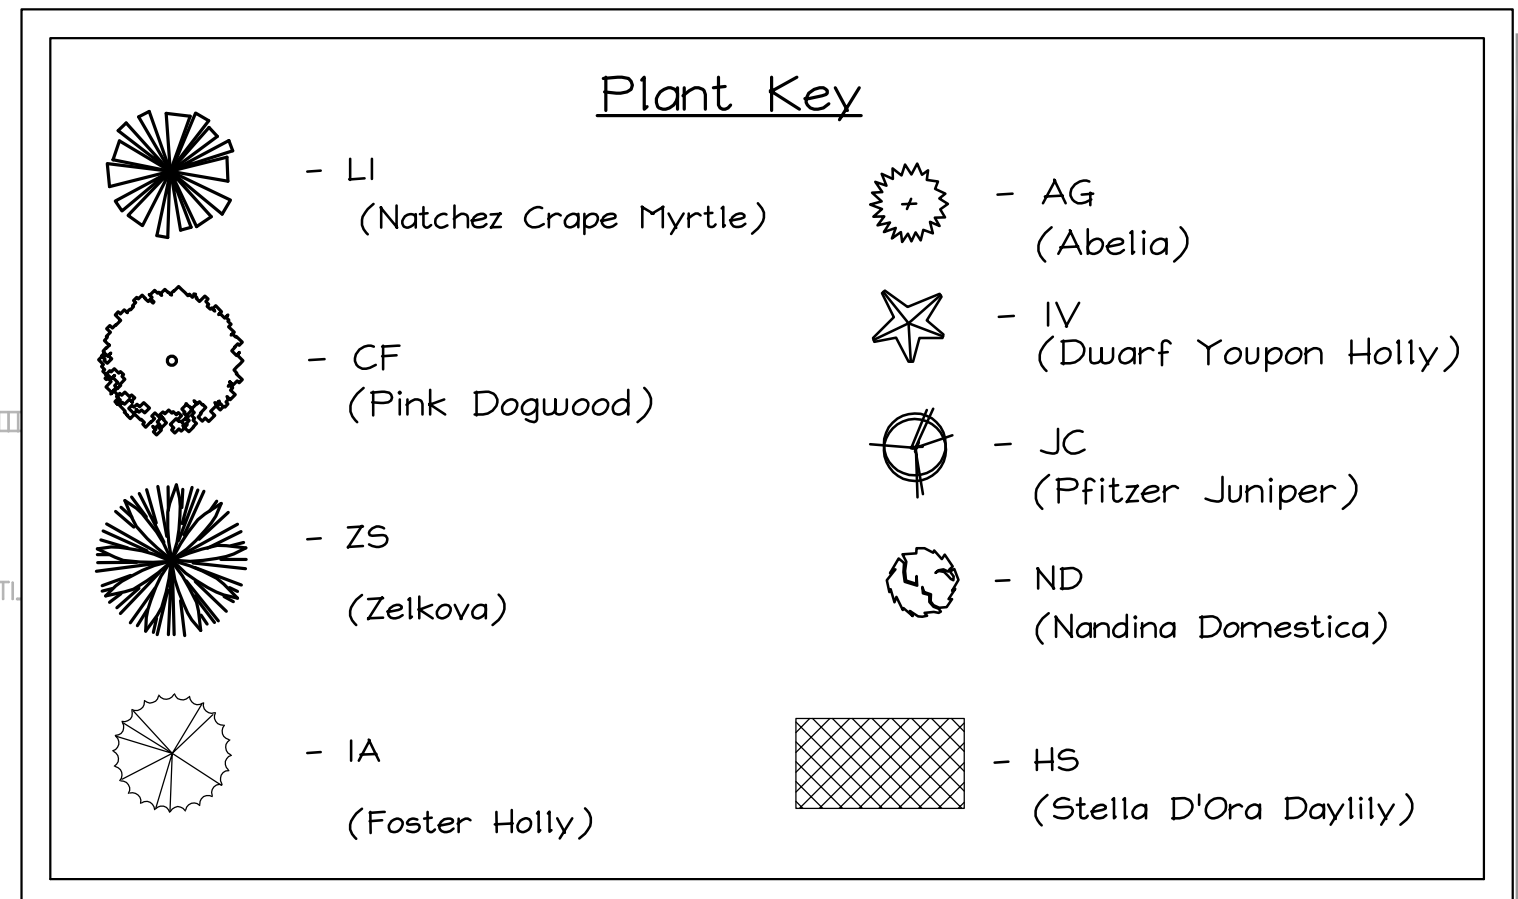 Plant Key
- LI
(Natchez Crape Myrtle)
- CF
(Pink Dogwood)
- ZS
(Zelkova)
- IA
(Foster Holly)
- AG
(Abelia)
- IV
(Dwarf Youpon Holly)
- JC
(Pfitzer Juniper)
- ND
(Nandina Domestica)
- HS
(Stella D'Ora Daylily)